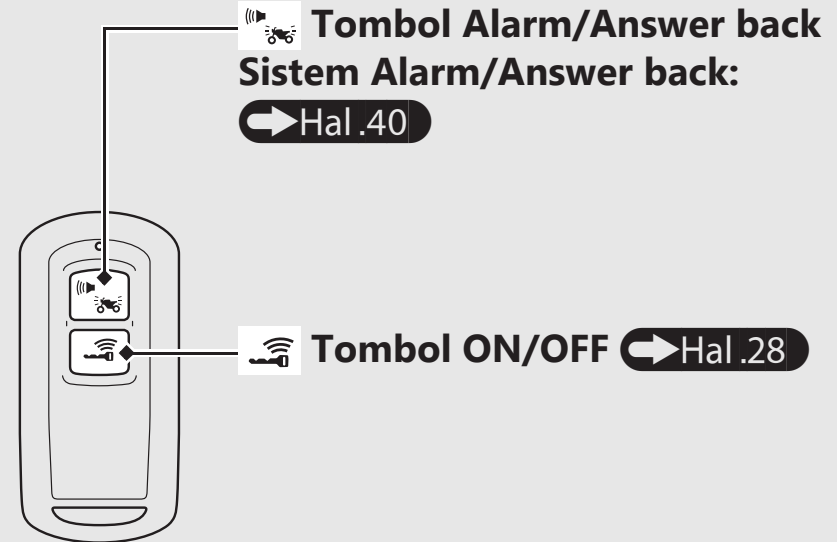 Tombol Alarm/Answer back
Sistem Alarm/Answer back:
Hal.40
Tombol ON/OFF Hal.28